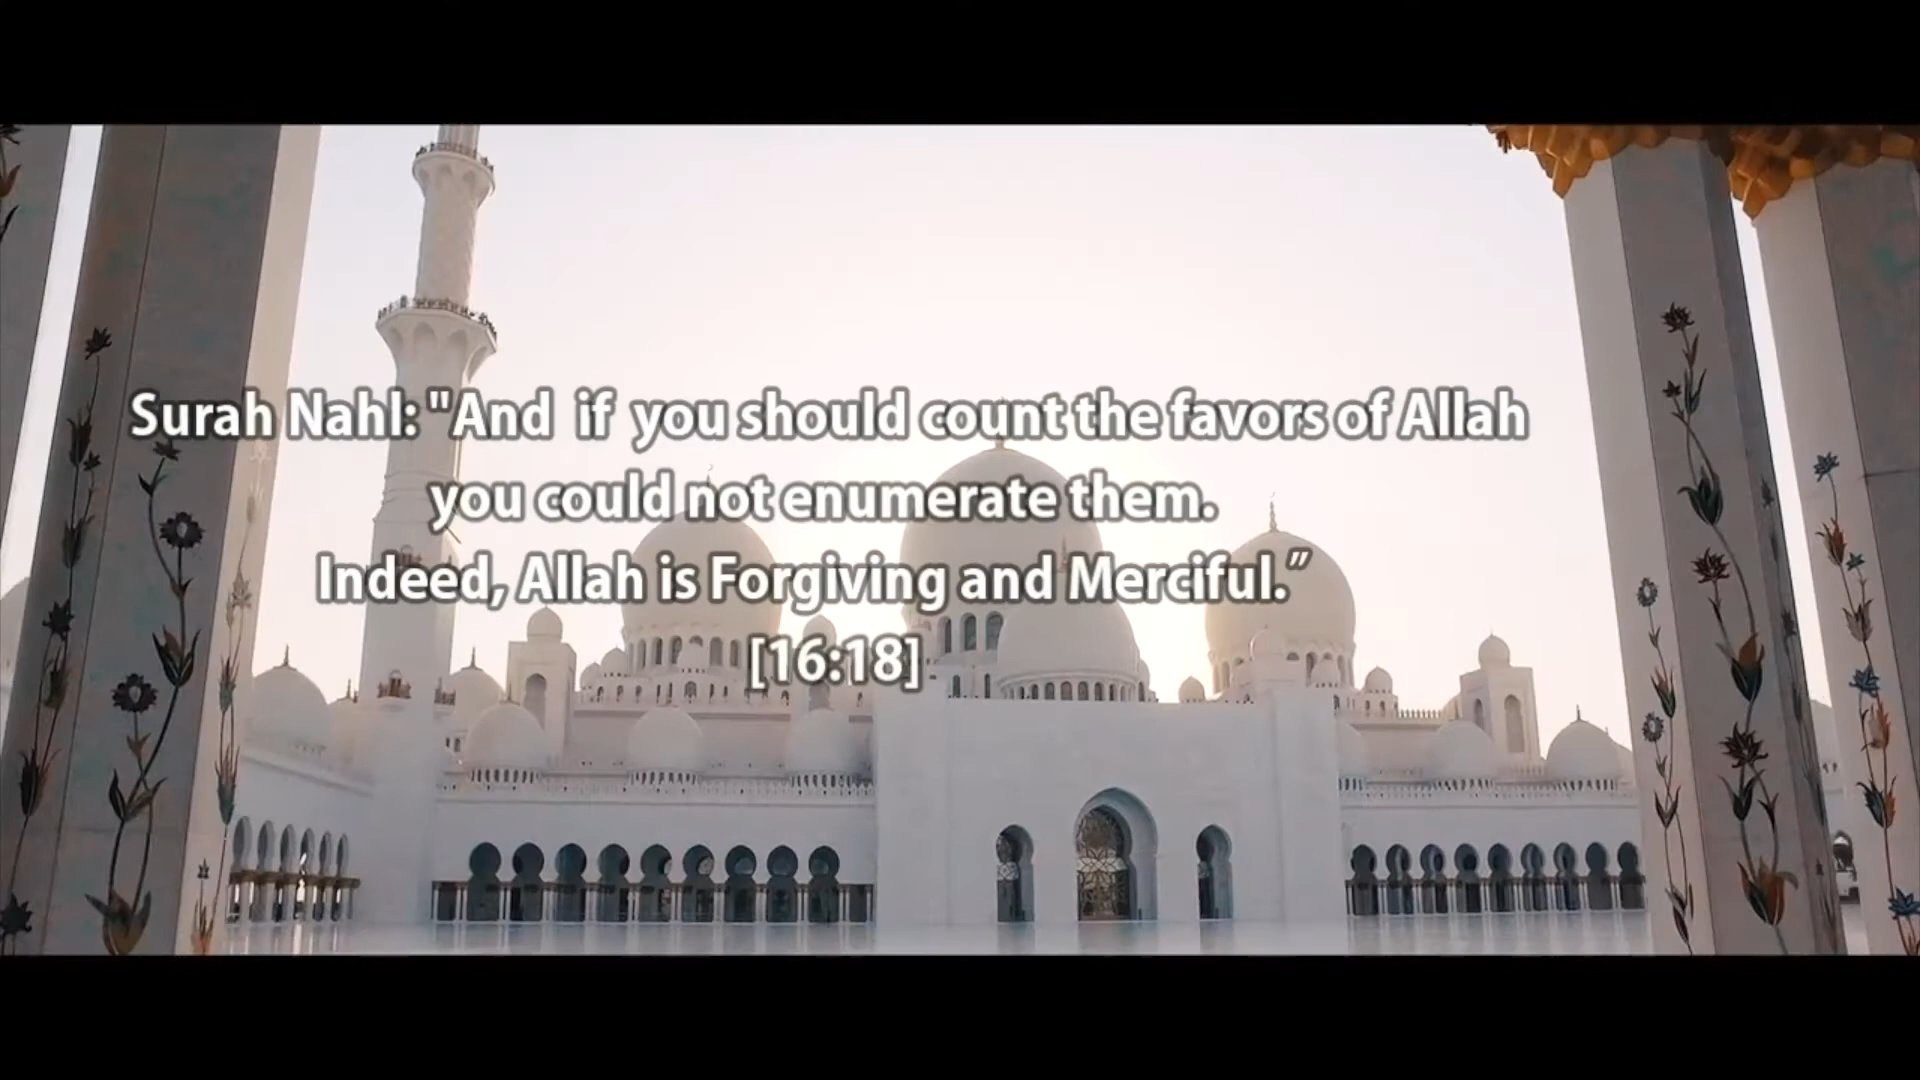 Surah Nahl: "And if you should count the favors of Allah
you could not enumerate them.
Indeed, Allah is Forgiving and Merciful.”
[16:18]